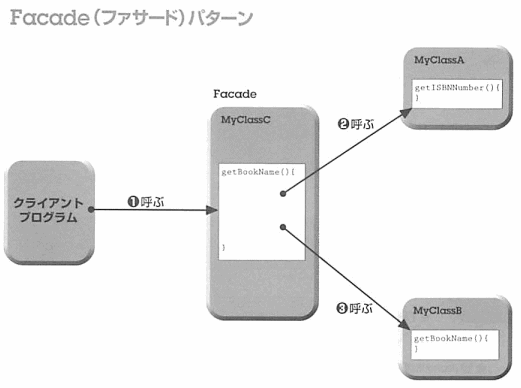 Facade(ファサード)パターン
MyClassA
getISBNNumber(){
}
❷呼ぶ
Facade
MyClassC
getBookName(){
}
クライアント
プログラム
❶呼ぶ
❸呼ぶ
MyClassB
getBookName(){
}